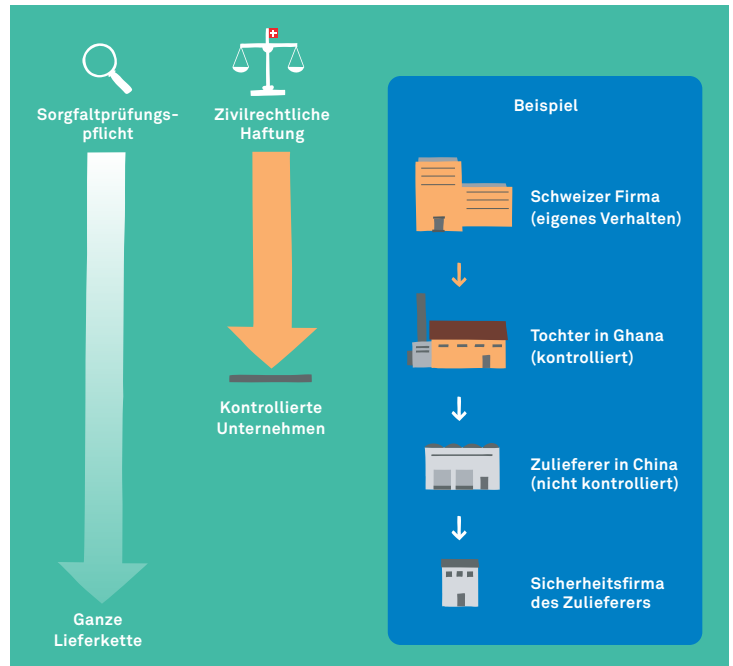 Sorgfaltprüfungs-
pflicht
Zivilrechtliche
Haftung
Kontrollierte
Unternehmen
Ganze
Lieferkette
Beispiel
Schweizer Firma
(eigenes Verhalten)
Tochter in Ghana
(kontrolliert)
Zulieferer in China
(nicht kontrolliert)
Sicherheitsfirma
des Zulieferers